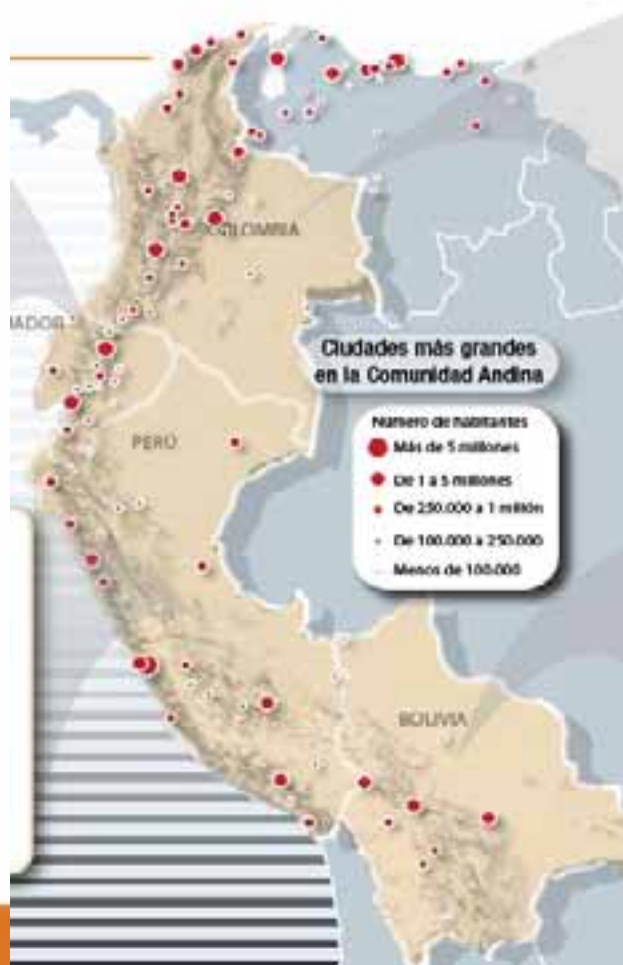 COLOMBIA
ADOR
Ciudades más grandes
en la Comunidad Andina
Número de habitantes
Más de 5 millones
De 1 a 5 millones
De 250.000 a 1 millón
De 100.000 a 250.000
Menos de 100.000
PERÚ
BOLIVIA